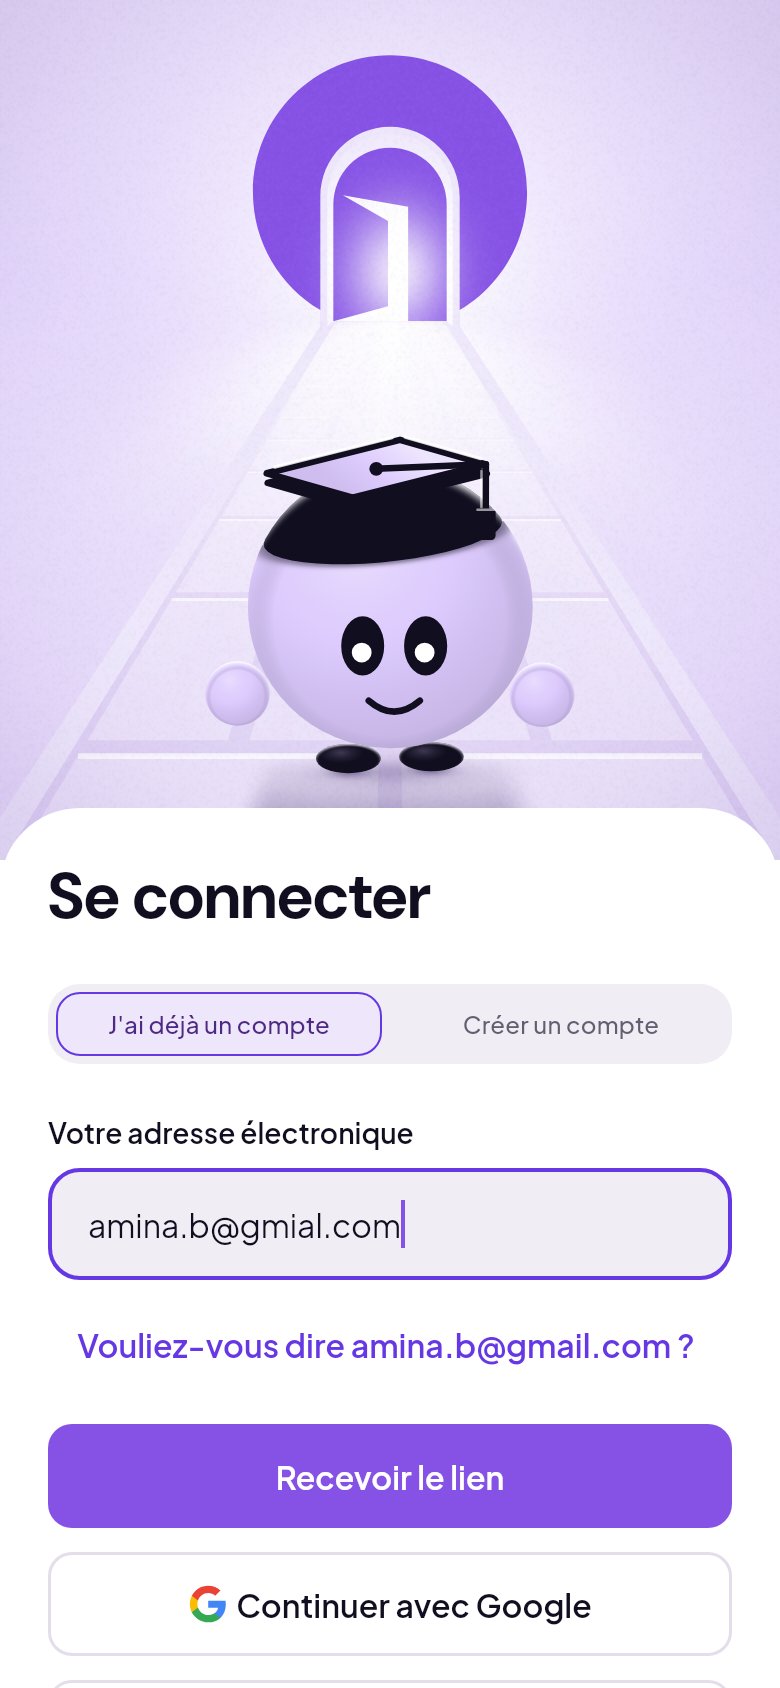 Se connecter
J'ai déjà un compte
Créer un compte
Votre adresse électronique
amina.b@gmial.com
Vouliez-vous dire amina.b@gmail.com ?
Recevoir le lien
Continuer avec Google